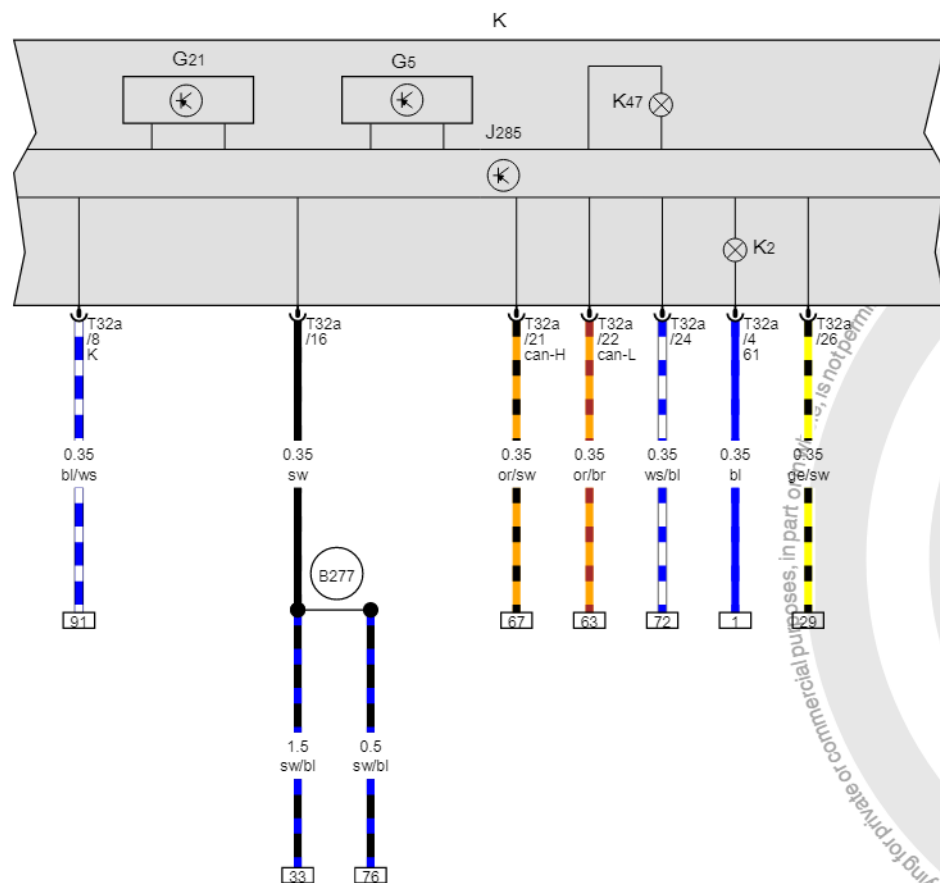 K
G21
G5
K47
J285
K2
T32a
/8
K
T32a
/16
T32a
/21
can-H
T32a
/22
can-L
T32a
/24
T32a
/4
61
T32a
/26
0.35
bl/ws
0.35
sw
0.35
or/sw
0.35
or/br
0.35
ws/bl
0.35
bl
0.35
ge/sw
B277
91
67
63
72
1
29
1.5
sw/bl
0.5
sw/bl
33
76
ying for private or commercial purposes, in part or in whole, is not permi